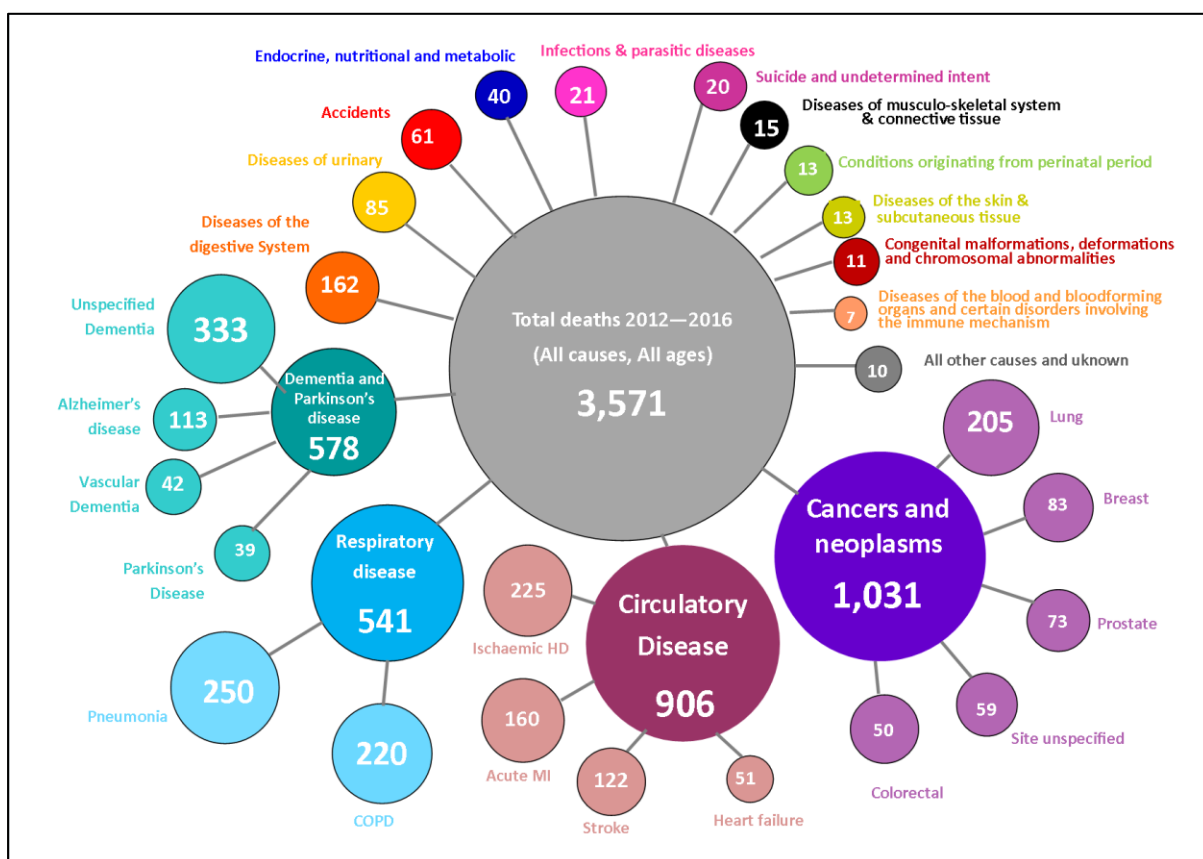 Endocrine, nutritional and metabolic
40
Infections & parasitic diseases
21
Suicide and undetermined intent
20
Diseases of musculo-skeletal system
& connective tissue
15
Accidents
61
Conditions originating from perinatal period
13
Diseases of urinary
85
Diseases of the skin &
subcutaneous tissue
13
Diseases of the
digestive System
162
Congenital malformations, deformations
and chromosomal abnormalities
11
Diseases of the blood and bloodforming
organs and certain disorders involving
the immune mechanism
7
All other causes and uknown
10
Total deaths 2012—2016
(All causes, All ages)
3,571
Unspecified
Dementia
333
Dementia and
Parkinson's
disease
578
Alzheimer's
disease
113
Vascular
Dementia
42
Parkinson's
Disease
39
Respiratory
disease
541
Pneumonia
250
COPD
220
Circulatory
Disease
906
225
Ischaemic HD
160
Acute MI
122
Stroke
51
Heart failure
Cancers and
neoplasms
1,031
205
Lung
83
Breast
73
Prostate
59
Site unspecified
50
Colorectal